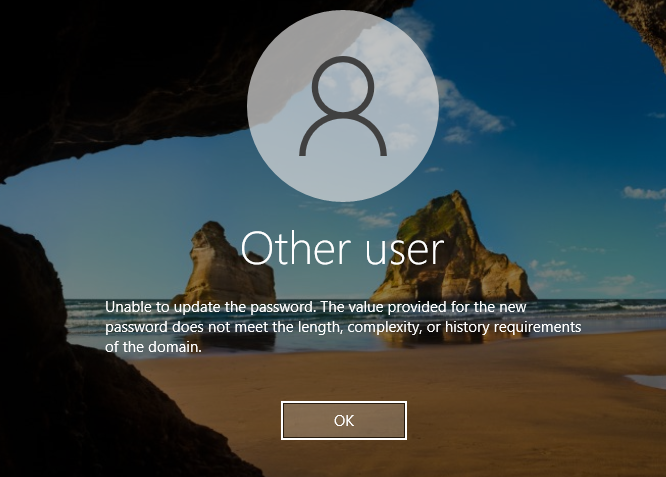 Other user
Unable to update the password. The value provided for the new
password does not meet the length, complexity, or history requirements
of the domain.
OK